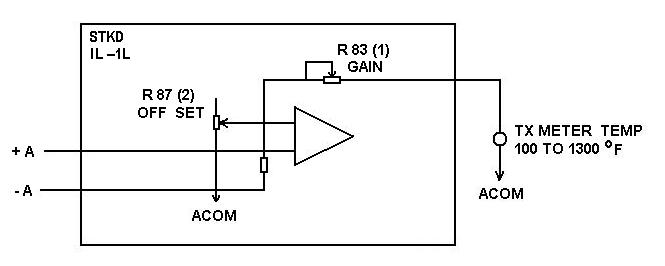 STKD
IL –1L
R 83 (1)
GAIN
R 87 (2)
OFF SET
+ A
- A
ACOM
TX METER TEMP
100 TO 1300 °F
ACOM